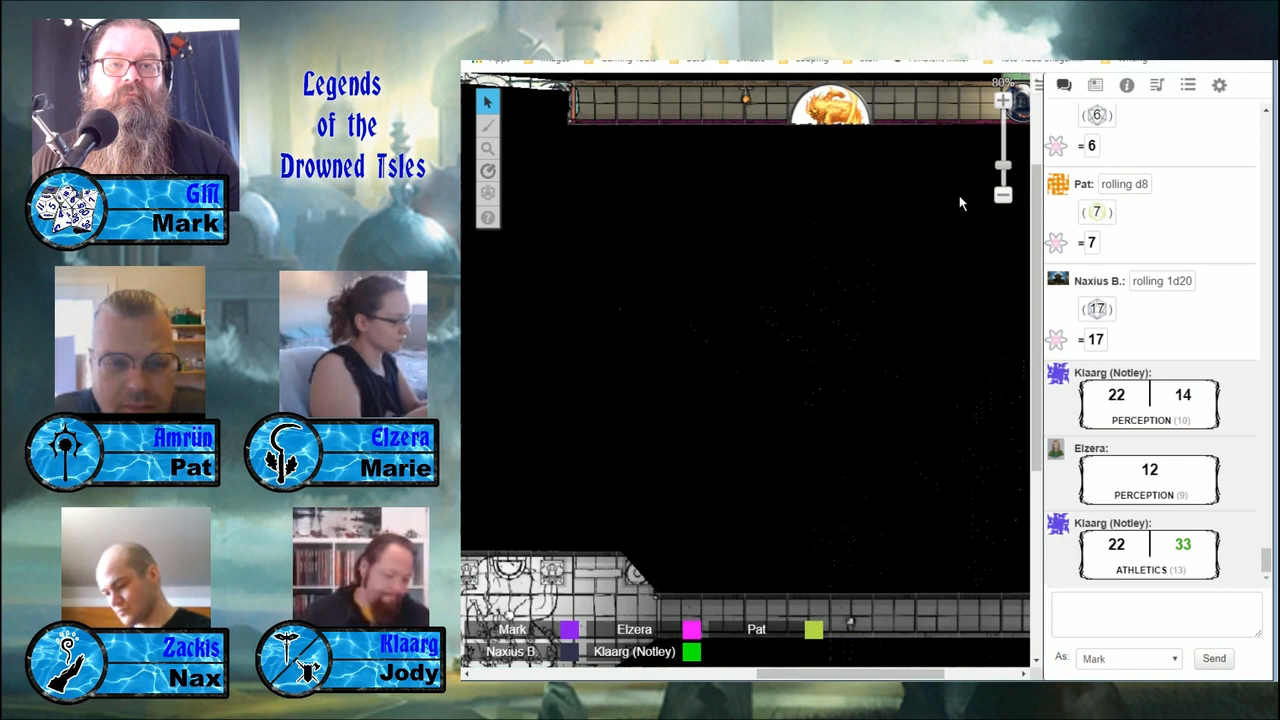 Legends
of the
Drowned Isles
GM
Mark
Amrün
Pat
Elzera
Marie
Zackis
Nax
Klaarg
Jody
80%
6
= 6
Pat: rolling d8
( 7 )
= 7
Naxius B.: rolling 1d20
( 17 )
= 17
Klaarg (Notley):
22 14
PERCEPTION (10)
Elzera:
12
PERCEPTION (9)
Klaarg (Notley):
22 33
ATHLETICS (13)
Mark Elzera Pat
Naxius B. Klaarg (Notley)
As: Mark Send